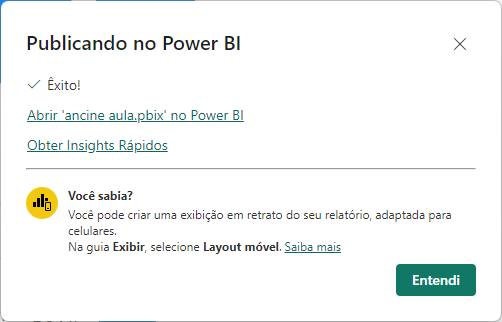 Publicando no Power BI
Êxito!
Abrir 'ancine aula.pbix' no Power BI
Obter Insights Rápidos
Você sabia?
Você pode criar uma exibição em retrato do seu relatório, adaptada para
celulares.
Na guia Exibir, selecione Layout móvel. Saiba mais
Entendi